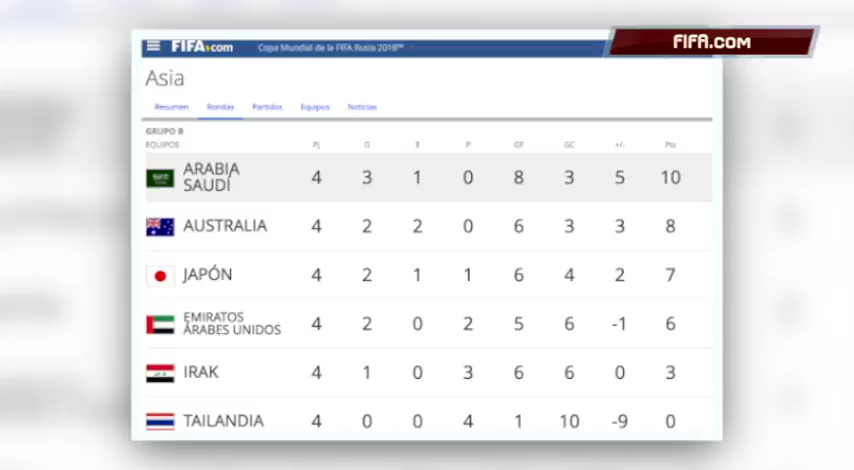 FIFA.com
FIFA.com Copa Mundial de la FIFA Rusia 2018™
Asia
Resumen Rondas Partidos Equipos Noticias
GRUPO B
EQUIPOS PJ G E P GF GC +/- Pts
ARABIA SAUDÍ 4 3 1 0 8 3 5 10
AUSTRALIA 4 2 2 0 6 3 3 8
JAPÓN 4 2 1 1 6 4 2 7
EMIRATOS ÁRABES UNIDOS 4 2 0 2 5 6 -1 6
IRAK 4 1 0 3 6 6 0 3
TAILANDIA 4 0 0 4 1 10 -9 0